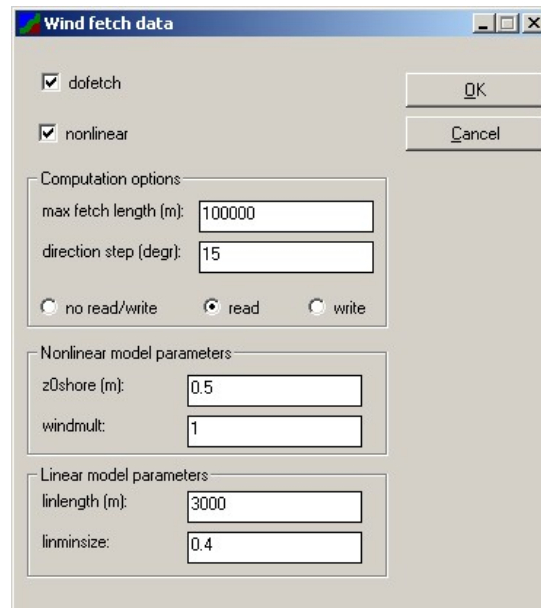 Wind fetch data
dofetch
OK
nonlinear
Cancel
Computation options
max fetch length (m): 100000
direction step (degr): 15
no read/write read write
Nonlinear model parameters
z0shore (m): 0.5
windmult: 1
Linear model parameters
linlength (m): 3000
linminsize: 0.4